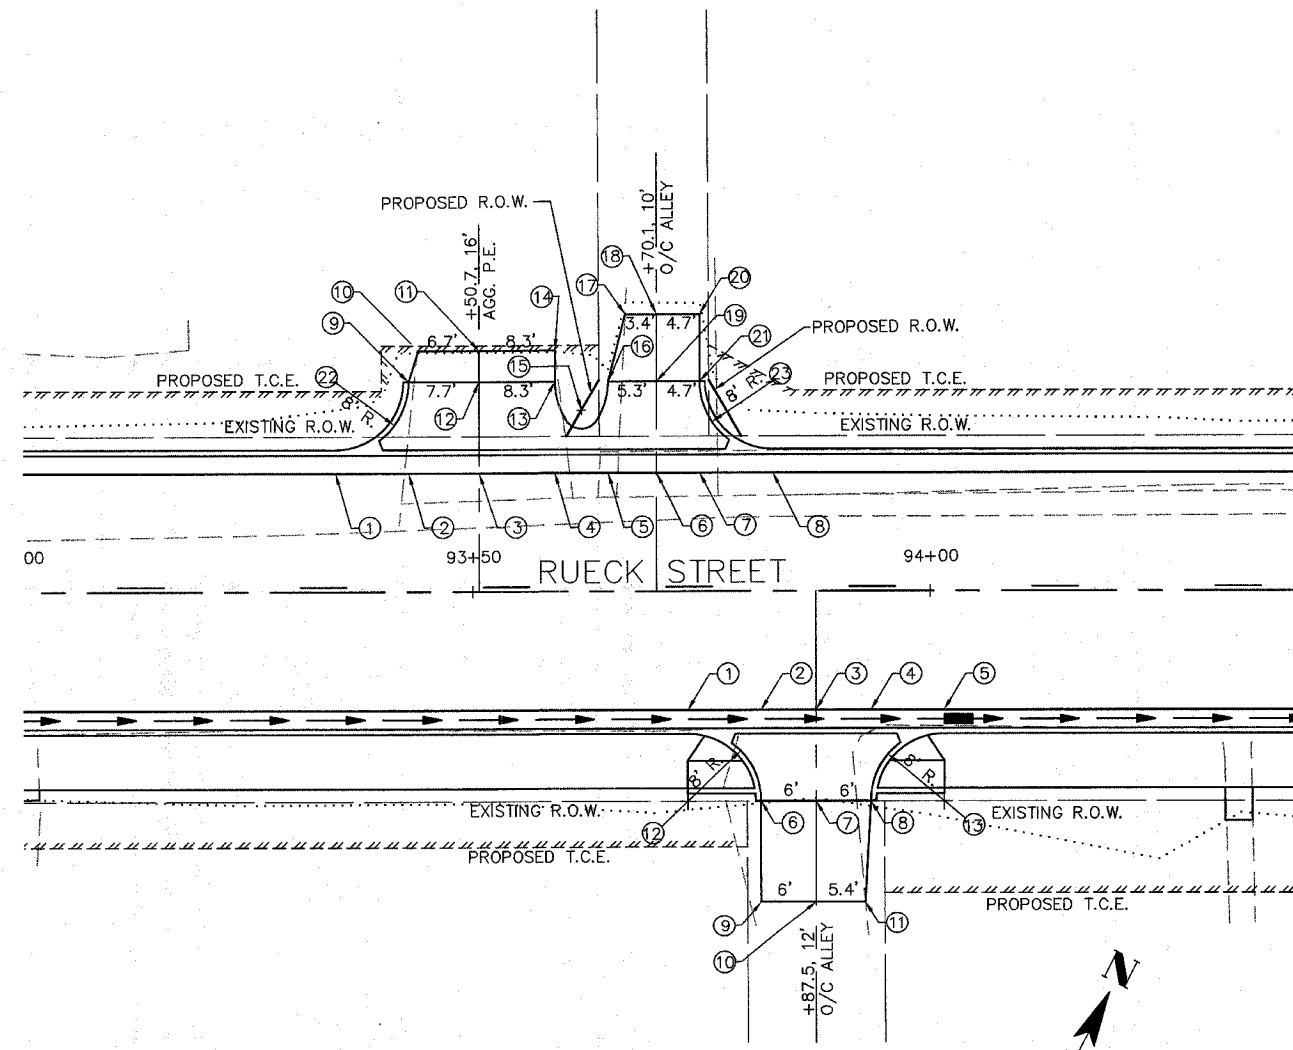 PROPOSED R.O.W.
+70.1, 10'
O/C ALLEY
+50.7, 16'
AGG. P.E.
18
17
20
10
11
14
9
6.7'
8.3'
3.4'
4.7'
19
16
21
PROPOSED R.O.W.
15
PROPOSED T.C.E.
22
8' R.
7.7'
8.3'
12
13
5.3'
4.7'
8' R.
23
PROPOSED T.C.E.
EXISTING R.O.W.
EXISTING R.O.W.
1
2
3
4
5
6
7
8
00
93+50
94+00
RUECK STREET
1
2
3
4
5
8' R.
8' R.
6'
6'
EXISTING R.O.W.
12
6
7
8
13
EXISTING R.O.W.
PROPOSED T.C.E.
6'
5.4'
PROPOSED T.C.E.
9
11
10
+87.5, 12'
O/C ALLEY
N